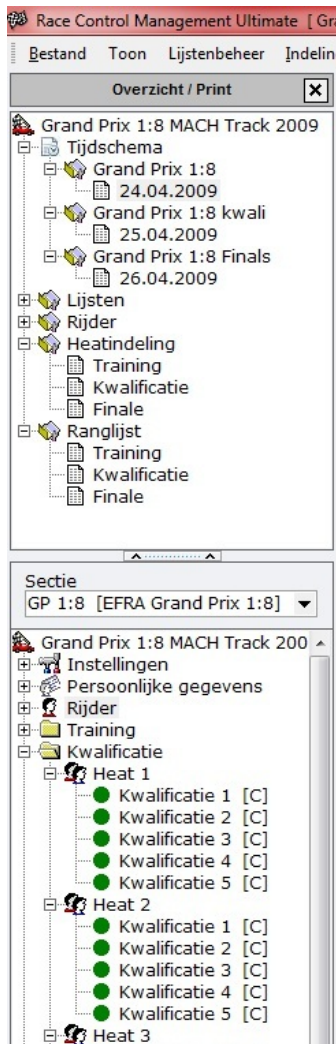 Race Control Management Ultimate [ Gra
Bestand Toon Lijstenbeheer Indelin
Overzicht / Print
Grand Prix 1:8 MACH Track 2009
Tijdschema
Grand Prix 1:8
24.04.2009
Grand Prix 1:8 kwali
25.04.2009
Grand Prix 1:8 Finals
26.04.2009
Lijsten
Rijder
Heatindeling
Training
Kwalificatie
Finale
Ranglijst
Training
Kwalificatie
Finale
Sectie
GP 1:8 [EFRA Grand Prix 1:8]
Grand Prix 1:8 MACH Track 200
Instellingen
Persoonlijke gegevens
Rijder
Training
Kwalificatie
Heat 1
Kwalificatie 1 [C]
Kwalificatie 2 [C]
Kwalificatie 3 [C]
Kwalificatie 4 [C]
Kwalificatie 5 [C]
Heat 2
Kwalificatie 1 [C]
Kwalificatie 2 [C]
Kwalificatie 3 [C]
Kwalificatie 4 [C]
Kwalificatie 5 [C]
Heat 3